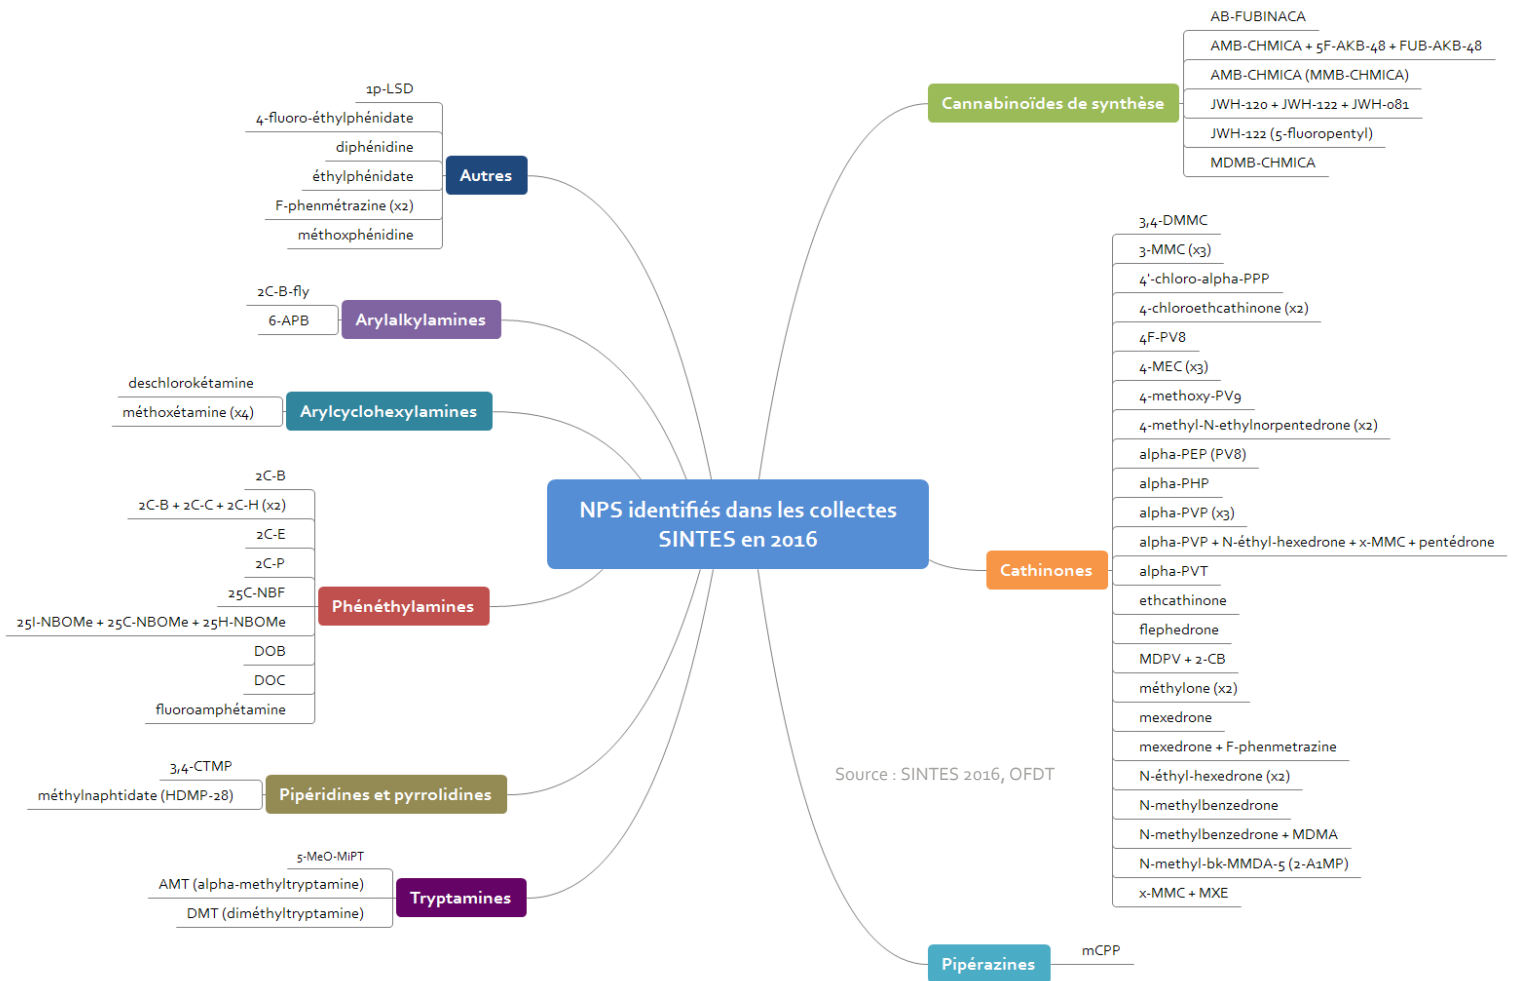 NPS identifiés dans les collectes
SINTES en 2016
Cannabinoïdes de synthèse
AB-FUBINACA
AMB-CHMICA + 5F-AKB-48 + FUB-AKB-48
AMB-CHMICA (MMB-CHMICA)
JWH-120 + JWH-122 + JWH-081
JWH-122 (5-fluoropentyl)
MDMB-CHMICA
Cathinones
3,4-DMMC
3-MMC (x3)
4'-chloro-alpha-PPP
4-chloroethcathinone (x2)
4F-PV8
4-MEC (x3)
4-methoxy-PV9
4-methyl-N-ethylnorpentedrone (x2)
alpha-PEP (PV8)
alpha-PHP
alpha-PVP (x3)
alpha-PVP + N-éthyl-hexedrone + x-MMC + pentédrone
alpha-PVT
ethcathinone
flephedrone
MDPV + 2-CB
méthylone (x2)
mexedrone
mexedrone + F-phenmetrazine
N-éthyl-hexedrone (x2)
N-methylbenzedrone
N-methylbenzedrone + MDMA
N-methyl-bk-MMDA-5 (2-A1MP)
x-MMC + MXE
Pipérazines
mCPP
Autres
1p-LSD
4-fluoro-éthylphénidate
diphénidine
éthylphénidate
F-phenmétrazine (x2)
méthoxphénidine
Arylalkylamines
2C-B-fly
6-APB
Arylcyclohexylamines
deschlorokétamine
méthoxétamine (x4)
Phénéthylamines
2C-B
2C-B + 2C-C + 2C-H (x2)
2C-E
2C-P
25C-NBF
25I-NBOMe + 25C-NBOMe + 25H-NBOMe
DOB
DOC
fluoroamphétamine
Pipéridines et pyrrolidines
3,4-CTMP
méthylnaphtidate (HDMP-28)
Tryptamines
5-MeO-MiPT
AMT (alpha-methyltryptamine)
DMT (diméthyltryptamine)
Source : SINTES 2016, OFDT